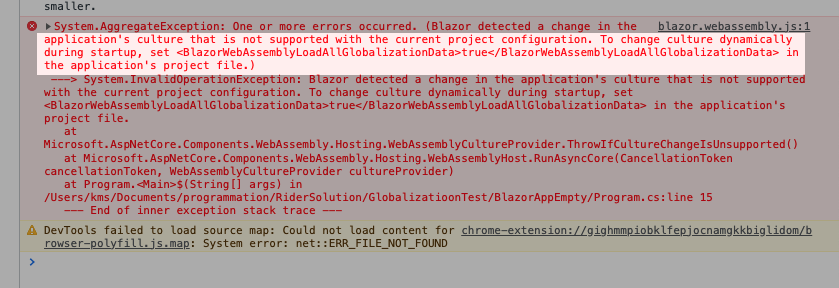 smaller.
▶System.AggregateException: One or more errors occurred. (Blazor detected a change in the blazor.webassembly.js:1
application's culture that is not supported with the current project configuration. To change culture dynamically
during startup, set <BlazorWebAssemblyLoadAllGlobalizationData>true</BlazorWebAssemblyLoadAllGlobalizationData> in
the application's project file.)
---> System.InvalidOperationException: Blazor detected a change in the application's culture that is not supported
with the current project configuration. To change culture dynamically during startup, set
<BlazorWebAssemblyLoadAllGlobalizationData>true</BlazorWebAssemblyLoadAllGlobalizationData> in the application's
project file.
at
Microsoft.AspNetCore.Components.WebAssembly.Hosting.WebAssemblyCultureProvider.ThrowIfCultureChangeIsUnsupported()
at Microsoft.AspNetCore.Components.WebAssembly.Hosting.WebAssemblyHost.RunAsyncCore(CancellationToken
cancellationToken, WebAssemblyCultureProvider cultureProvider)
at Program.<Main>$(String[] args) in
/Users/kms/Documents/programmation/RiderSolution/GlobalizatioonTest/BlazorAppEmpty/Program.cs:line 15
--- End of inner exception stack trace ---
DevTools failed to load source map: Could not load content for chrome-extension://gighmmpiobklfepjocnamgkkbiglidom/b
rowser-polyfill.js.map: System error: net::ERR_FILE_NOT_FOUND
>